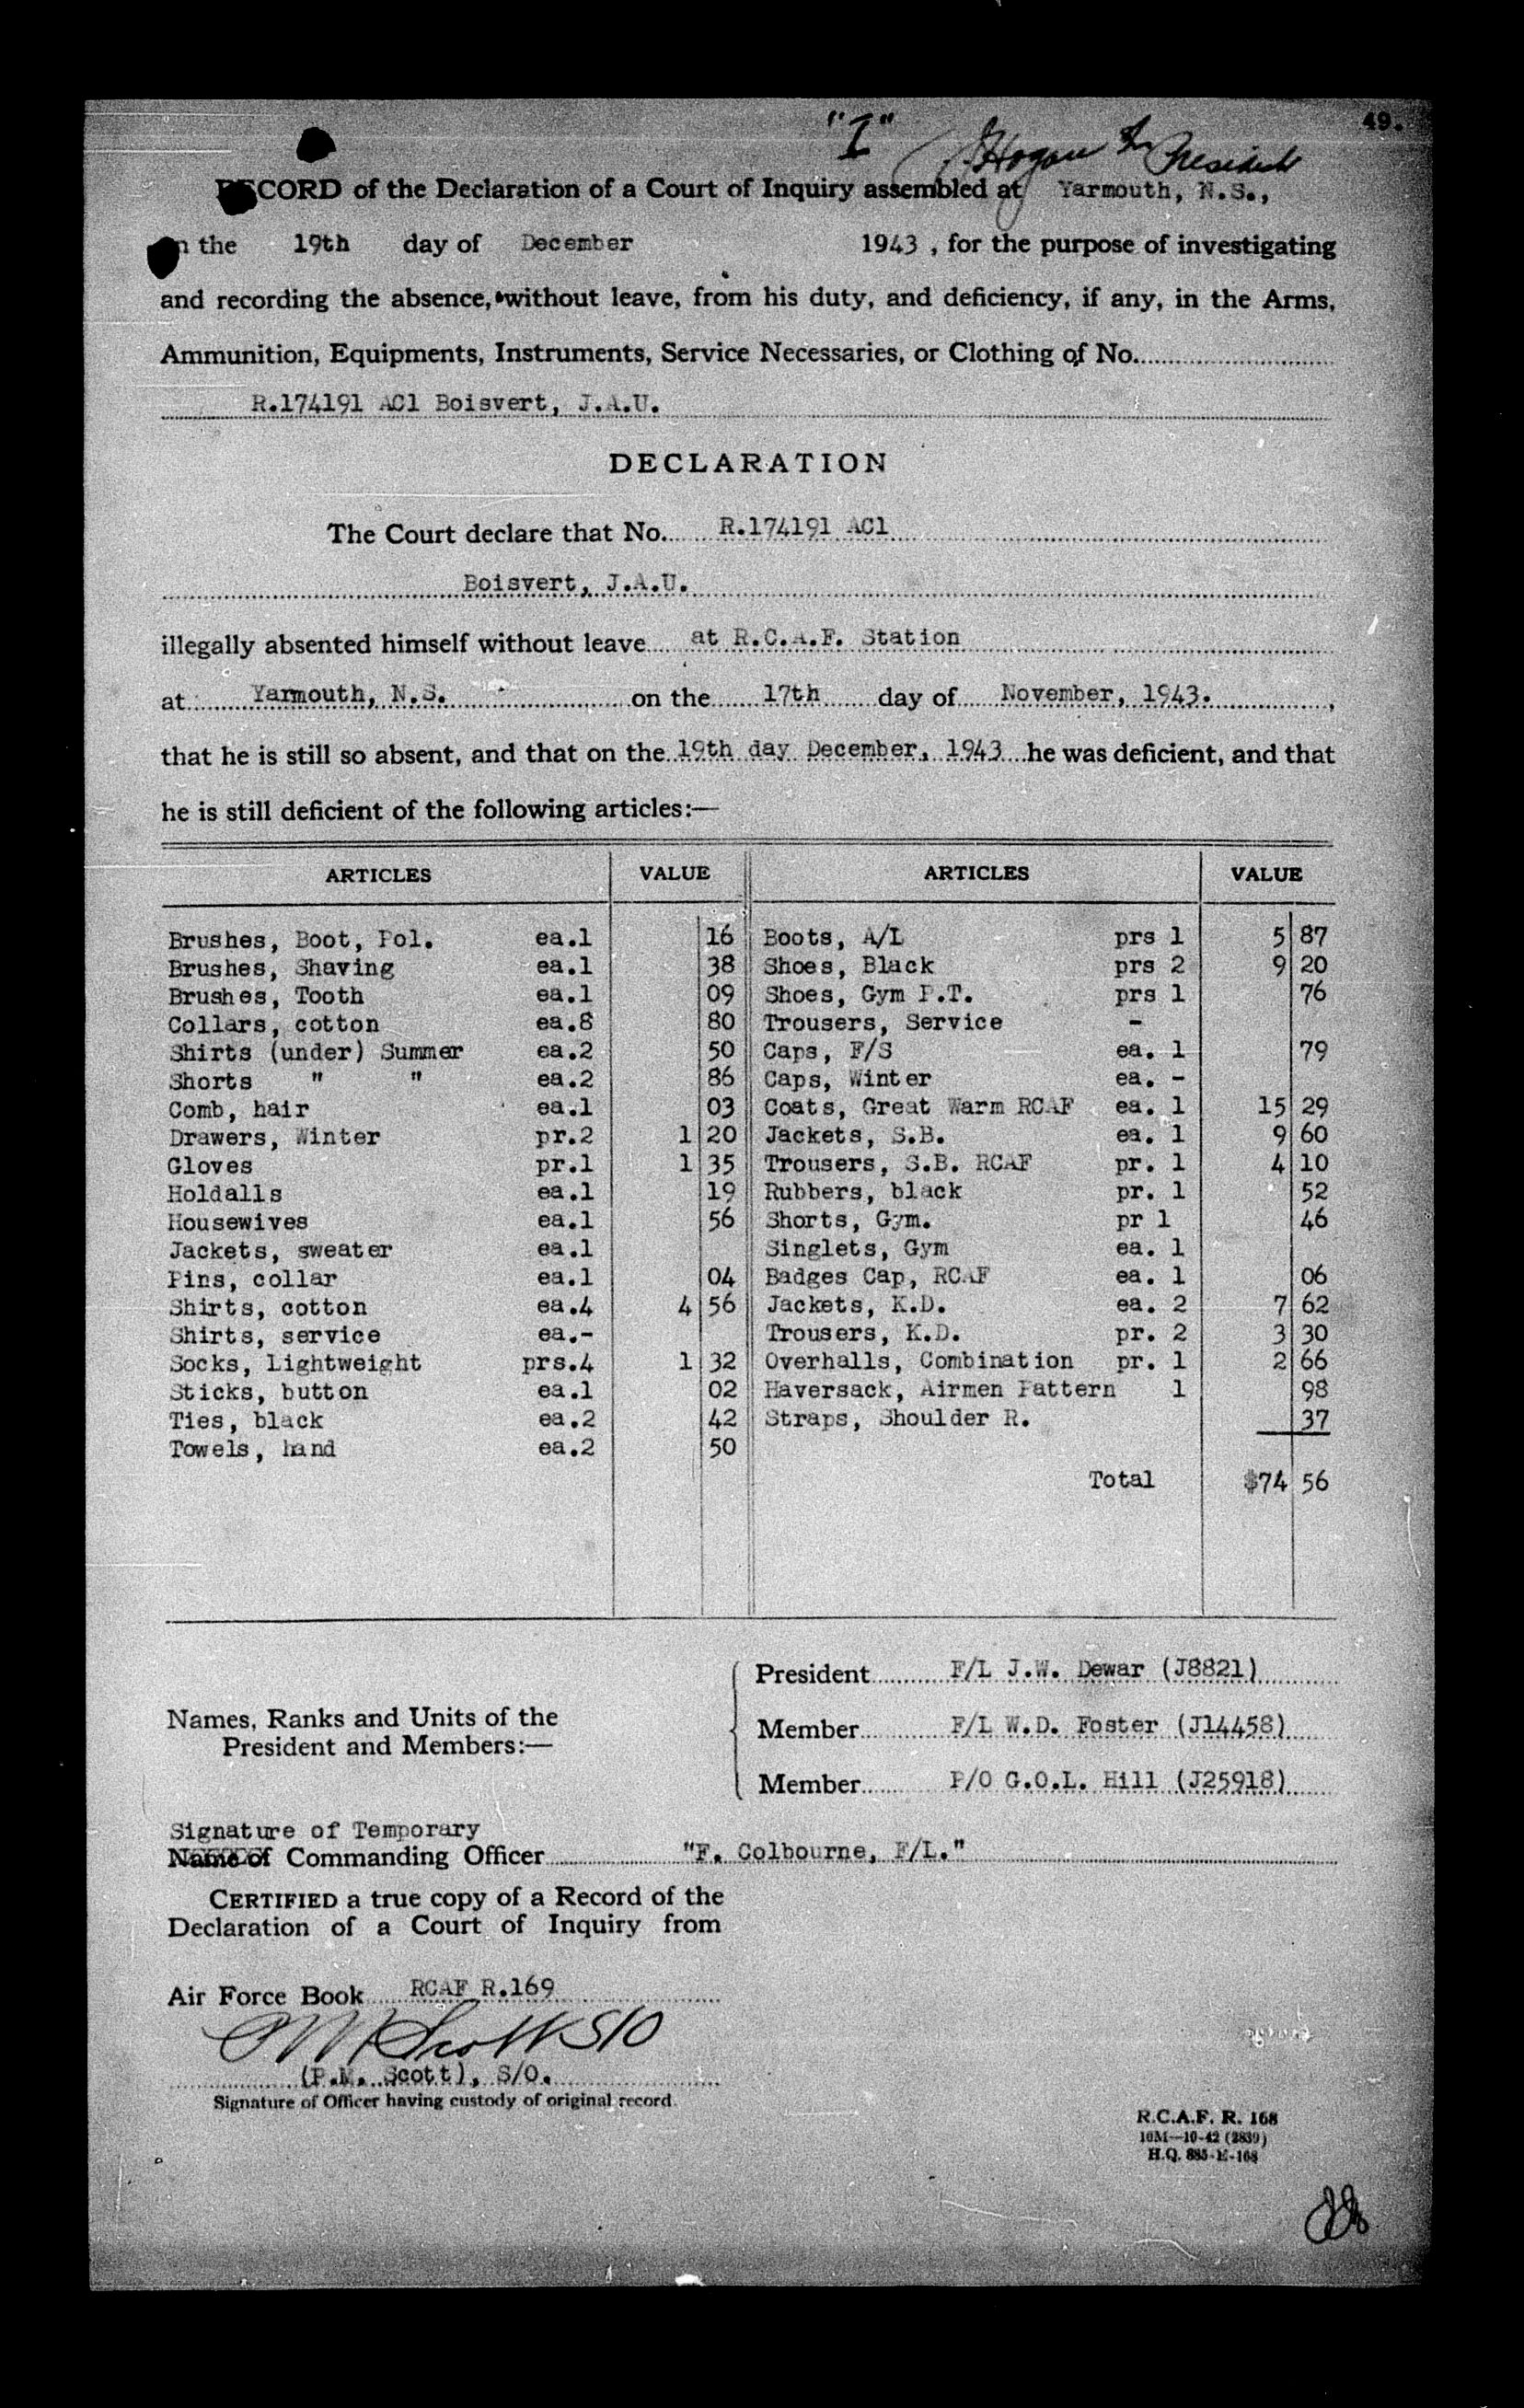 49.
"I"
Hogan President
RECORD of the Declaration of a Court of Inquiry assembled at Yarmouth, N.S.,
on the 19th day of December 1943, for the purpose of investigating
and recording the absence, without leave, from his duty, and deficiency, if any, in the Arms,
Ammunition, Equipments, Instruments, Service Necessaries, or Clothing of No.
R.174191 AC1 Boisvert, J.A.U.
DECLARATION
The Court declare that No. R.174191 AC1
Boisvert, J.A.U.
illegally absented himself without leave at R.C.A.F. Station
at Yarmouth, N.S. on the 17th day of November, 1943.,
that he is still so absent, and that on the 19th day December, 1943 he was deficient, and that
he is still deficient of the following articles:—
ARTICLES VALUE ARTICLES VALUE
Brushes, Boot, Pol. ea.1 16 Boots, A/L prs 1 5 87
Brushes, Shaving ea.1 38 Shoes, Black prs 2 9 20
Brushes, Tooth ea.1 09 Shoes, Gym P.T. prs 1 76
Collars, cotton ea.8 80 Trousers, Service -
Shirts (under) Summer ea.2 50 Caps, F/S ea. 1 79
Shorts " " ea.2 86 Caps, Winter ea. -
Comb, hair ea.1 03 Coats, Great Warm RCAF ea. 1 15 29
Drawers, Winter pr.2 1 20 Jackets, S.B. ea. 1 9 60
Gloves pr.1 1 35 Trousers, S.B. RCAF pr. 1 4 10
Holdalls ea.1 19 Rubbers, black pr. 1 52
Housewives ea.1 56 Shorts, Gym. pr 1 46
Jackets, sweater ea.1 Singlets, Gym ea. 1
Pins, collar ea.1 04 Badges Cap, RCAF ea. 1 06
Shirts, cotton ea.4 4 56 Jackets, K.D. ea. 2 7 62
Shirts, service ea.- Trousers, K.D. pr. 2 3 30
Socks, Lightweight prs.4 1 32 Overhalls, Combination pr. 1 2 66
Sticks, button ea.1 02 Haversack, Airmen Pattern 1 98
Ties, black ea.2 42 Straps, Shoulder R. 37
Towels, hand ea.2 50
Total $74 56
President F/L J.W. Dewar (J8821)
Names, Ranks and Units of the
President and Members:—
Member F/L W.D. Foster (J14458)
Member P/O G.O.L. Hill (J25918)
Signature of Temporary
Name of Commanding Officer "F. Colbourne, F/L."
CERTIFIED a true copy of a Record of the
Declaration of a Court of Inquiry from
Air Force Book RCAF R.169
PM Scott S/O
(P.M. Scott), S/O.
Signature of Officer having custody of original record.
R.C.A.F. R. 168
10M—10-42 (2839)
H.Q. 885-R-168